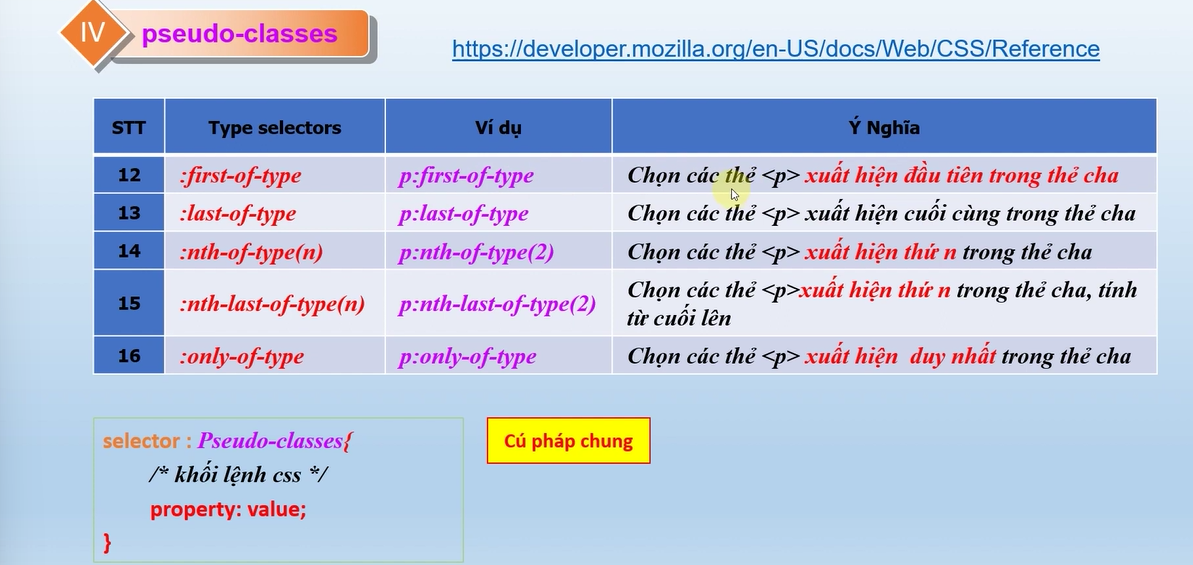 IV
pseudo-classes
https://developer.mozilla.org/en-US/docs/Web/CSS/Reference
STT Type selectors Ví dụ Ý Nghĩa
12 :first-of-type p:first-of-type Chọn các thẻ <p> xuất hiện đầu tiên trong thẻ cha
13 :last-of-type p:last-of-type Chọn các thẻ <p> xuất hiện cuối cùng trong thẻ cha
14 :nth-of-type(n) p:nth-of-type(2) Chọn các thẻ <p> xuất hiện thứ n trong thẻ cha
15 :nth-last-of-type(n) p:nth-last-of-type(2) Chọn các thẻ <p>xuất hiện thứ n trong thẻ cha, tính
từ cuối lên
16 :only-of-type p:only-of-type Chọn các thẻ <p> xuất hiện duy nhất trong thẻ cha
selector : Pseudo-classes{
/* khối lệnh css */
property: value;
}
Cú pháp chung